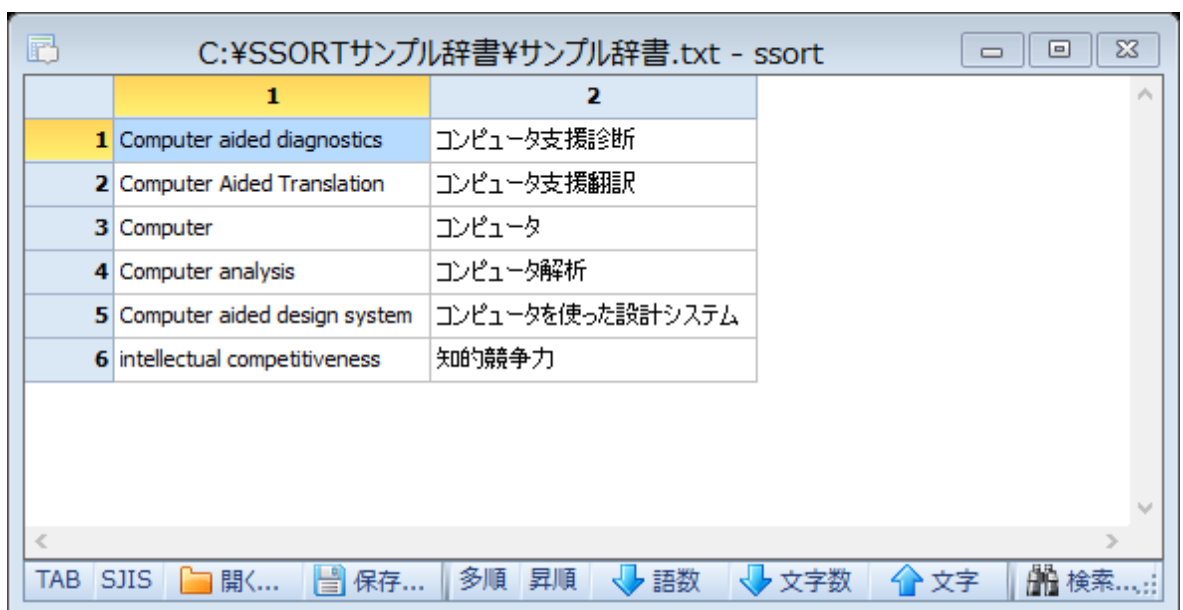 C:¥SSORTサンプル辞書¥サンプル辞書.txt - ssort
1 2
1 Computer aided diagnostics コンピュータ支援診断
2 Computer Aided Translation コンピュータ支援翻訳
3 Computer コンピュータ
4 Computer analysis コンピュータ解析
5 Computer aided design system コンピュータを使った設計システム
6 intellectual competitiveness 知的競争力
TAB SJIS 開く... 保存... 多順 昇順 語数 文字数 文字 検索...